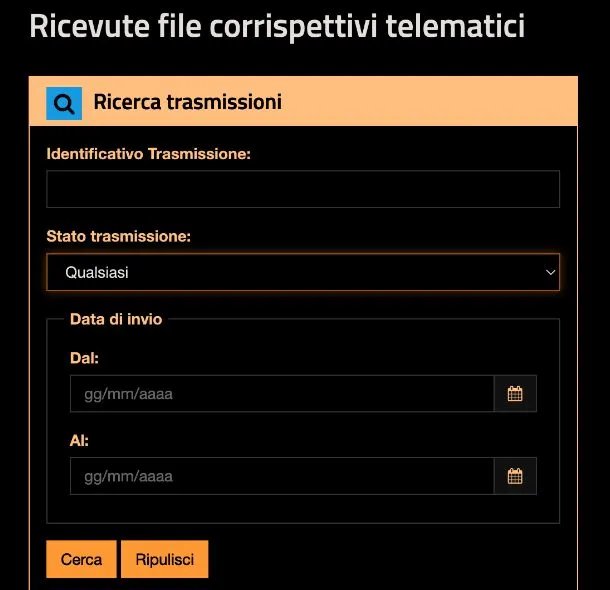 Ricevute file corrispettivi telematici
Ricerca trasmissioni
Identificativo Trasmissione:
Stato trasmissione:
Qualsiasi
Data di invio
Dal:
gg/mm/aaaa
Al:
gg/mm/aaaa
Cerca Ripulisci